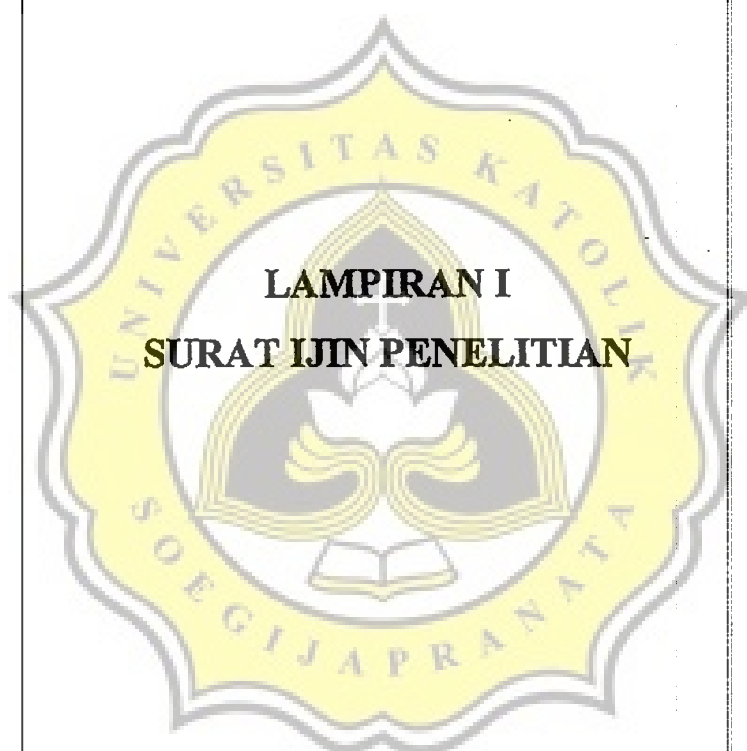 UNIVERSITAS KATOLIK
LAMPIRAN I
SURAT IJIN PENELITIAN
SOEGIJAPRANATA